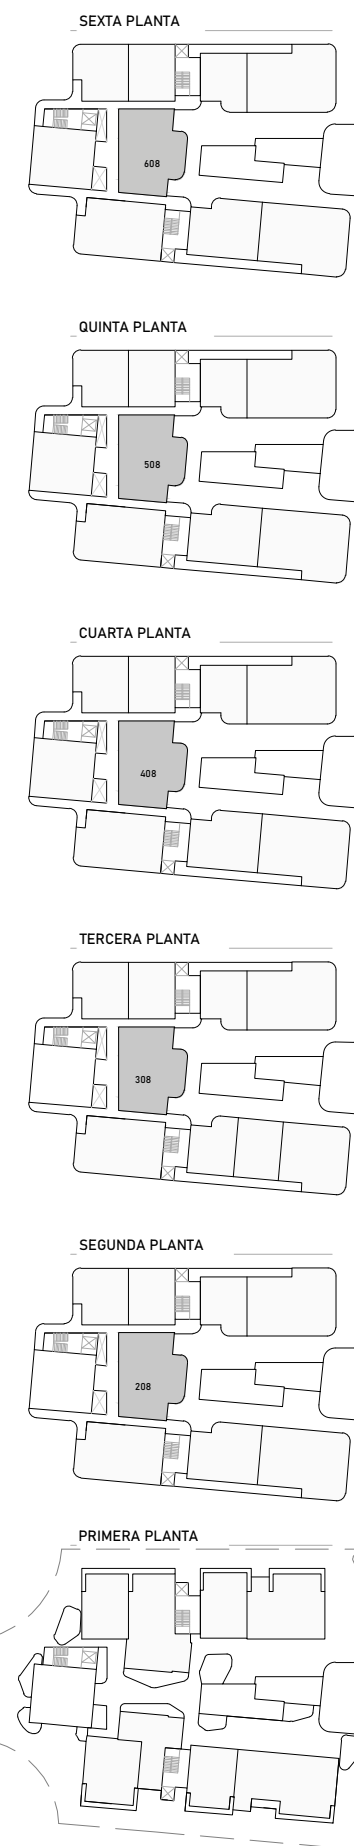 SEXTA PLANTA
608
QUINTA PLANTA
508
CUARTA PLANTA
408
TERCERA PLANTA
308
SEGUNDA PLANTA
208
PRIMERA PLANTA